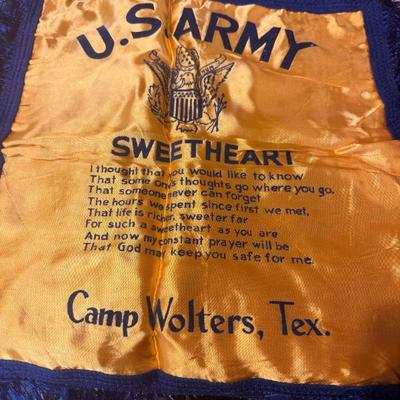 U.S. ARMY
SWEETHEART
I thought that you would like to know
That some one's thoughts go where you go.
That someone never can forget
The hours we spent since first we met,
That life is richer, sweeter far
For such a sweetheart as you are
And now my constant prayer will be
That God may keep you safe for me.
Camp Wolters, Tex.